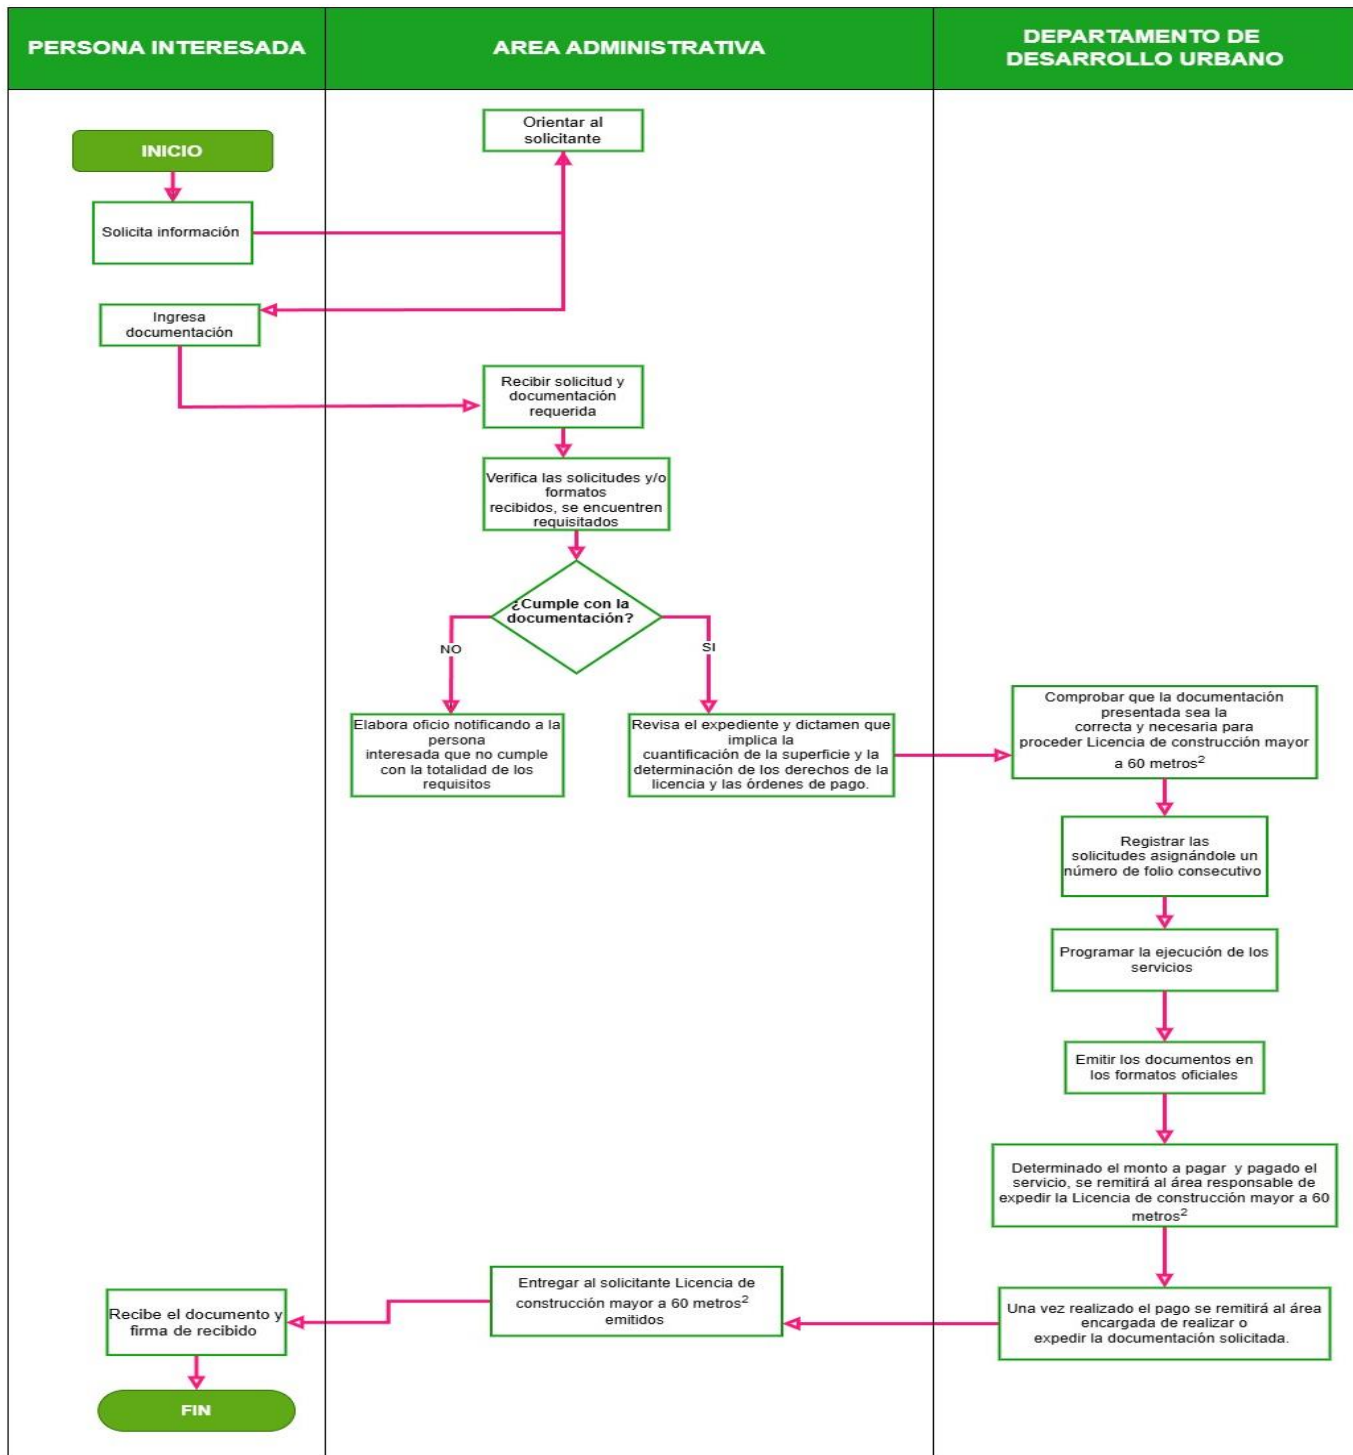 PERSONA INTERESADA
AREA ADMINISTRATIVA
DEPARTAMENTO DE
DESARROLLO URBANO
INICIO
Orientar al
solicitante
Solicita información
Ingresa
documentación
Recibir solicitud y
documentación
requerida
Verifica las solicitudes y/o
formatos
recibidos, se encuentren
requisitados
¿Cumple con la
documentación?
NO
SI
Elabora oficio notificando a la
persona
interesada que no cumple
con la totalidad de los
requisitos
Revisa el expediente y dictamen que
implica la
cuantificación de la superficie y la
determinación de los derechos de la
licencia y las órdenes de pago.
Comprobar que la documentación
presentada sea la
correcta y necesaria para
proceder Licencia de construcción mayor
a 60 metros²
Registrar las
solicitudes asignándole un
número de folio consecutivo
Programar la ejecución de los
servicios
Emitir los documentos en
los formatos oficiales
Determinado el monto a pagar y pagado el
servicio, se remitirá al área responsable de
expedir la Licencia de construcción mayor a 60
metros²
Una vez realizado el pago se remitirá al área
encargada de realizar o
expedir la documentación solicitada.
Entregar al solicitante Licencia de
construcción mayor a 60 metros²
emitidos
Recibe el documento y
firma de recibido
FIN